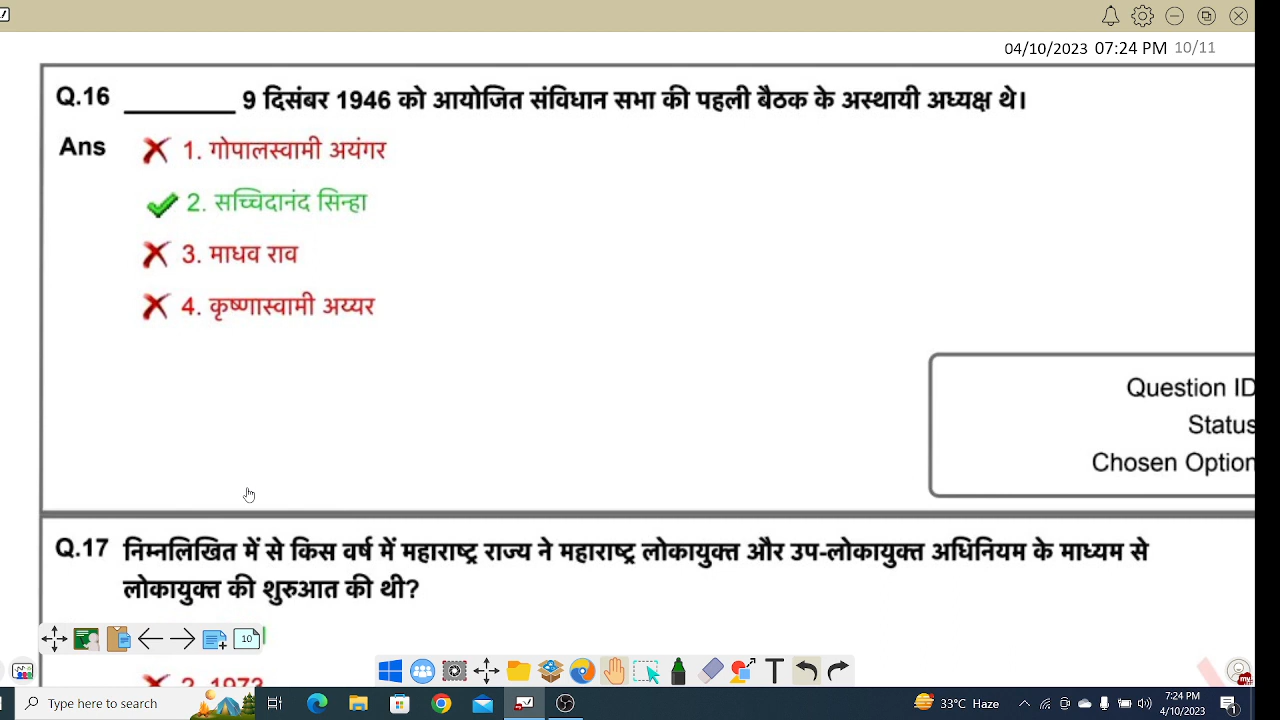 04/10/2023 07:24 PM 10/11
Q.16 ________ 9 दिसंबर 1946 को आयोजित संविधान सभा की पहली बैठक के अस्थायी अध्यक्ष थे।
Ans 1. गोपालस्वामी अयंगर
2. सच्चिदानंद सिन्हा
3. माधव राव
4. कृष्णास्वामी अय्यर
Question ID
Status
Chosen Option
Q.17 निम्नलिखित में से किस वर्ष में महाराष्ट्र राज्य ने महाराष्ट्र लोकायुक्त और उप-लोकायुक्त अधिनियम के माध्यम से
लोकायुक्त की शुरुआत की थी?
10
2. 1973
Type here to search
33°C Haze
7:24 PM
4/10/2023
1